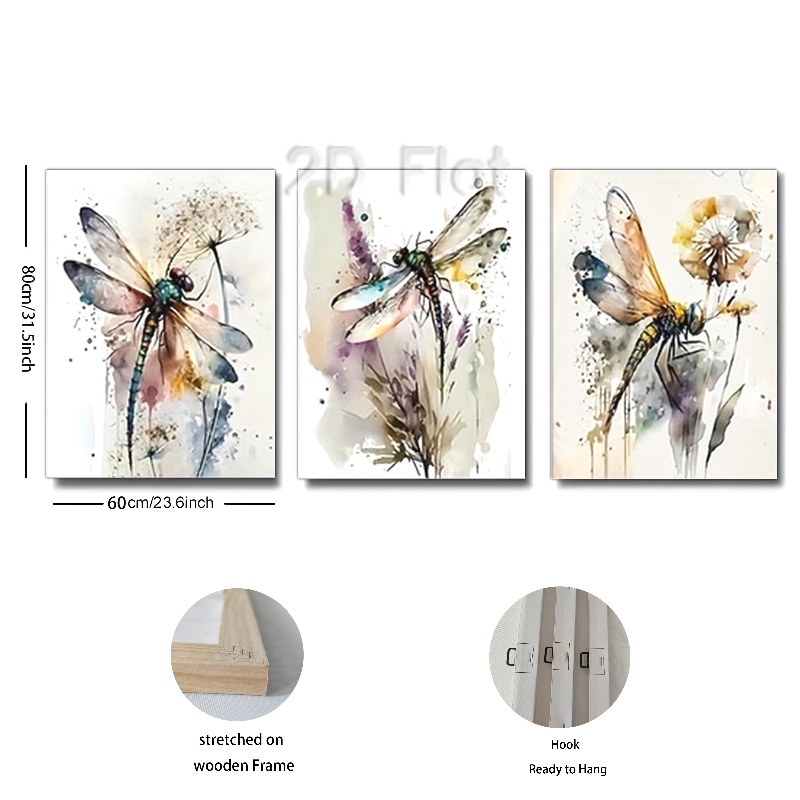 2D Flat
80cm/31.5inch
60cm/23.6inch
stretched on
wooden Frame
Hook
Ready to Hang